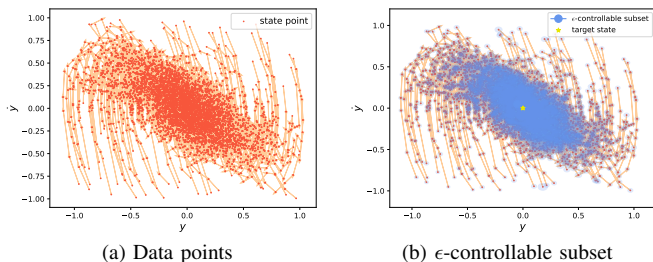 state point
1.00
0.75
0.50
0.25
0.00
−0.25
−0.50
−0.75
−1.00
ẏ
−1.0 −0.5 0.0 0.5 1.0
y
(a) Data points
ϵ-controllable subset
target state
1.0
0.5
0.0
−0.5
−1.0
ẏ
−1.0 −0.5 0.0 0.5 1.0
y
(b) ϵ-controllable subset